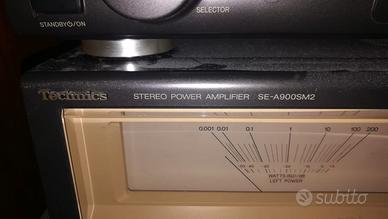 SELECTOR
STANDBY⏻/ON
Technics STEREO POWER AMPLIFIER SE-A900SM2
0.001 0.01 0.1 1 10 100 200
WATTS (8Ω)/dB
LEFT POWER
subito